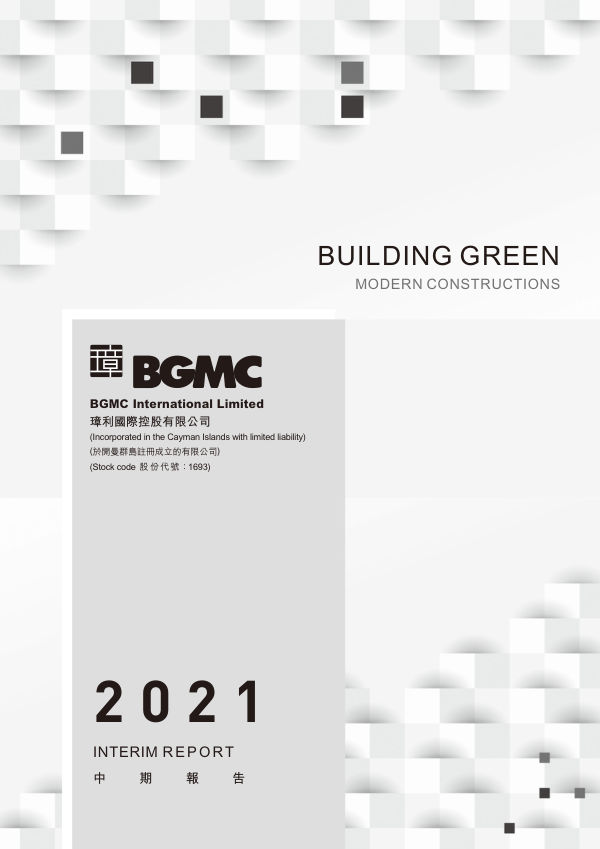 BUILDING GREEN
MODERN CONSTRUCTIONS
璋 BGMC
BGMC International Limited
璋利國際控股有限公司
(Incorporated in the Cayman Islands with limited liability)
(於開曼群島註冊成立的有限公司)
(Stock code 股份代號：1693)
2021
INTERIM REPORT
中期報告